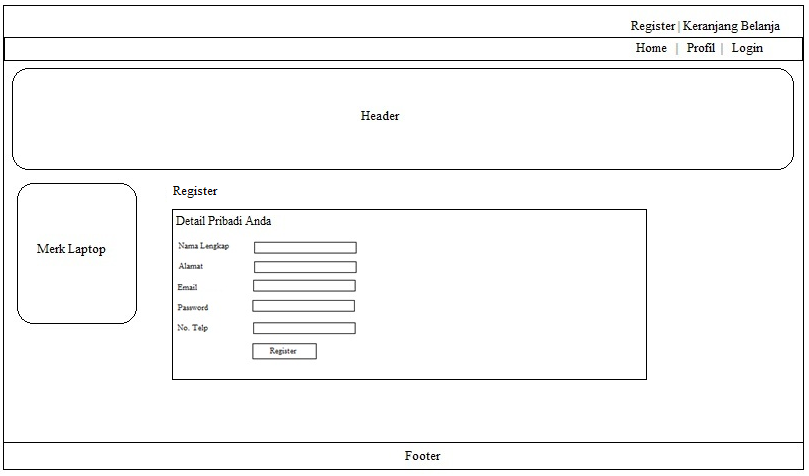 Register | Keranjang Belanja
Home | Profil | Login
Header
Merk Laptop
Register
Detail Pribadi Anda
Nama Lengkap
Alamat
Email
Password
No. Telp
Register
Footer